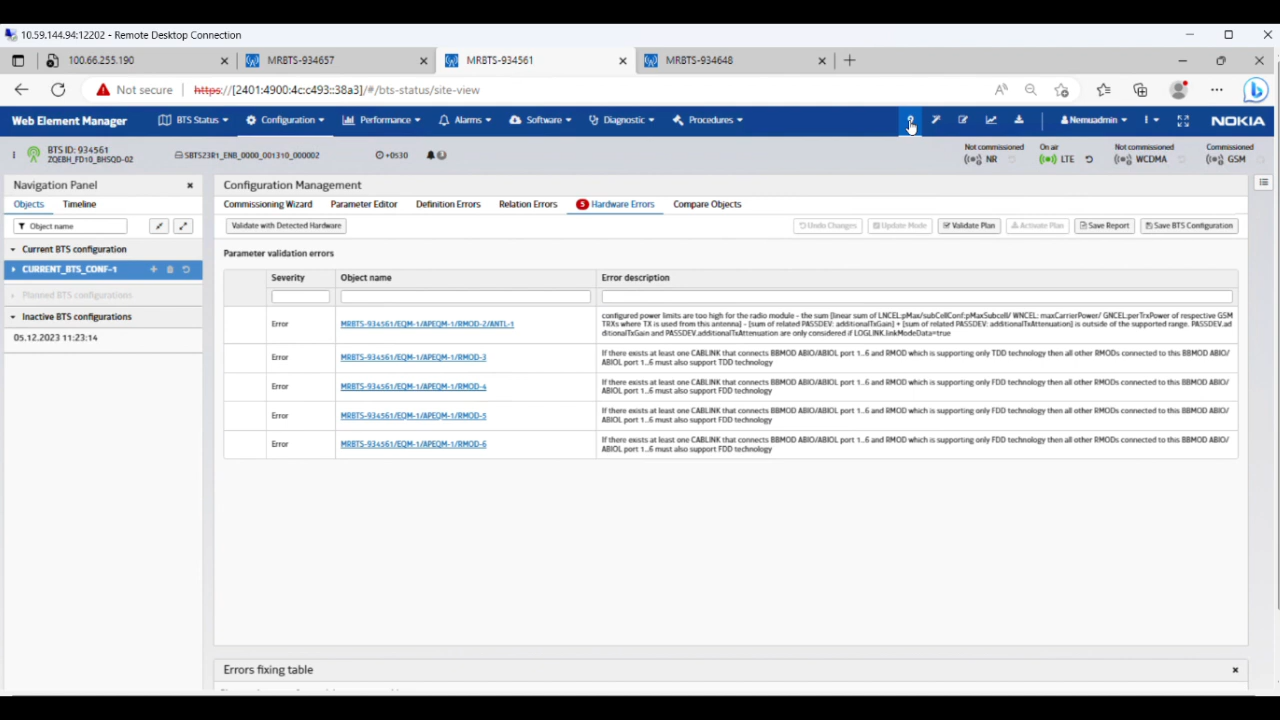 10.59.144.94:12202 - Remote Desktop Connection
100.66.255.190
MRBTS-934657
MRBTS-934561
MRBTS-934648
Not secure
https://[2401:4900:4c:c493::38a3]/#/bts-status/site-view
Web Element Manager
BTS Status
Configuration
Performance
Alarms
Software
Diagnostic
Procedures
Nemuadmin
NOKIA
BTS ID: 934561
ZQEBH_FD10_BHSQD-02
SBTS23R1_ENB_0000_001310_000002
+0530
Not commissioned
NR
On air
LTE
Not commissioned
WCDMA
Commissioned
GSM
Navigation Panel
Objects
Timeline
Object name
Current BTS configuration
CURRENT_BTS_CONF-1
Planned BTS configurations
Inactive BTS configurations
05.12.2023 11:23:14
Configuration Management
Commissioning Wizard
Parameter Editor
Definition Errors
Relation Errors
5 Hardware Errors
Compare Objects
Validate with Detected Hardware
Undo Changes
Update Mode
Validate Plan
Activate Plan
Save Report
Save BTS Configuration
Parameter validation errors
Severity
Object name
Error description
Error
MRBTS-934561/EQM-1/APEQM-1/RMOD-2/ANTL-1
configured power limits are too high for the radio module - the sum [linear sum of LNCEL:pMax/subCellConf:pMaxSubcell/ WNCEL: maxCarrierPower/ GNCEL:perTrxPower of respective GSM
TRXs where TX is used from this antenna] - [sum of related PASSDEV: additionalTxGain] + [sum of related PASSDEV: additionalTxAttenuation] is outside of the supported range. PASSDEV.ad
ditionalTxGain and PASSDEV.additionalTxAttenuation are only considered if LOGLINK.linkModeData=true
Error
MRBTS-934561/EQM-1/APEQM-1/RMOD-3
If there exists at least one CABLINK that connects BBMOD ABIO/ABIOL port 1..6 and RMOD which is supporting only TDD technology then all other RMODs connected to this BBMOD ABIO/
ABIOL port 1..6 must also support TDD technology
Error
MRBTS-934561/EQM-1/APEQM-1/RMOD-4
If there exists at least one CABLINK that connects BBMOD ABIO/ABIOL port 1..6 and RMOD which is supporting only FDD technology then all other RMODs connected to this BBMOD ABIO/
ABIOL port 1..6 must also support FDD technology
Error
MRBTS-934561/EQM-1/APEQM-1/RMOD-5
If there exists at least one CABLINK that connects BBMOD ABIO/ABIOL port 1..6 and RMOD which is supporting only FDD technology then all other RMODs connected to this BBMOD ABIO/
ABIOL port 1..6 must also support FDD technology
Error
MRBTS-934561/EQM-1/APEQM-1/RMOD-6
If there exists at least one CABLINK that connects BBMOD ABIO/ABIOL port 1..6 and RMOD which is supporting only FDD technology then all other RMODs connected to this BBMOD ABIO/
ABIOL port 1..6 must also support FDD technology
Errors fixing table